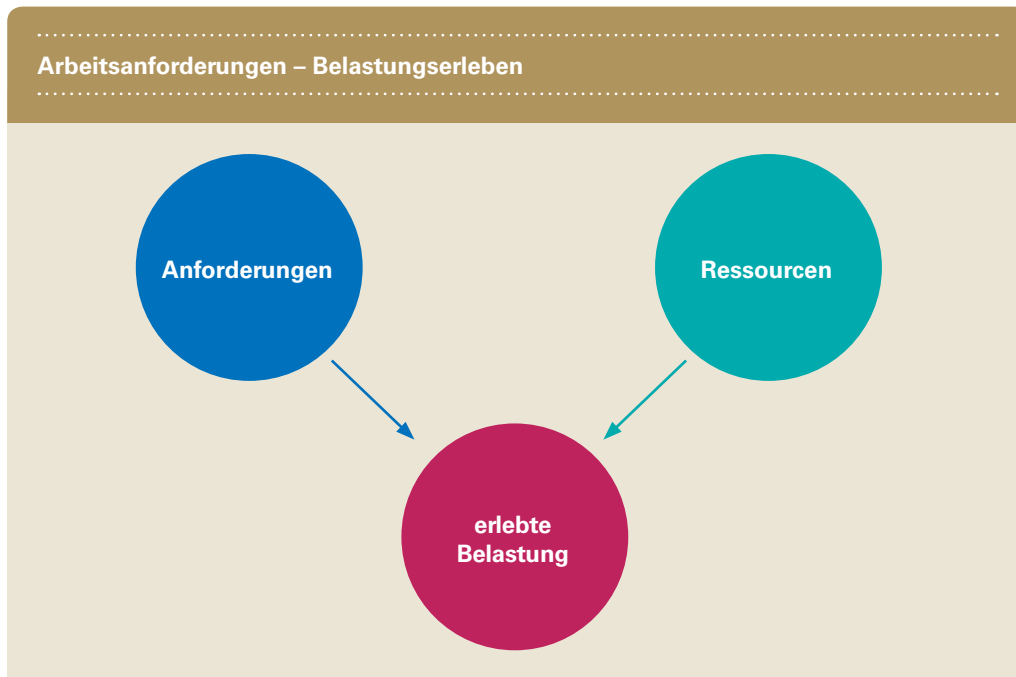 Arbeitsanforderungen – Belastungserleben
Anforderungen
Ressourcen
erlebte
Belastung